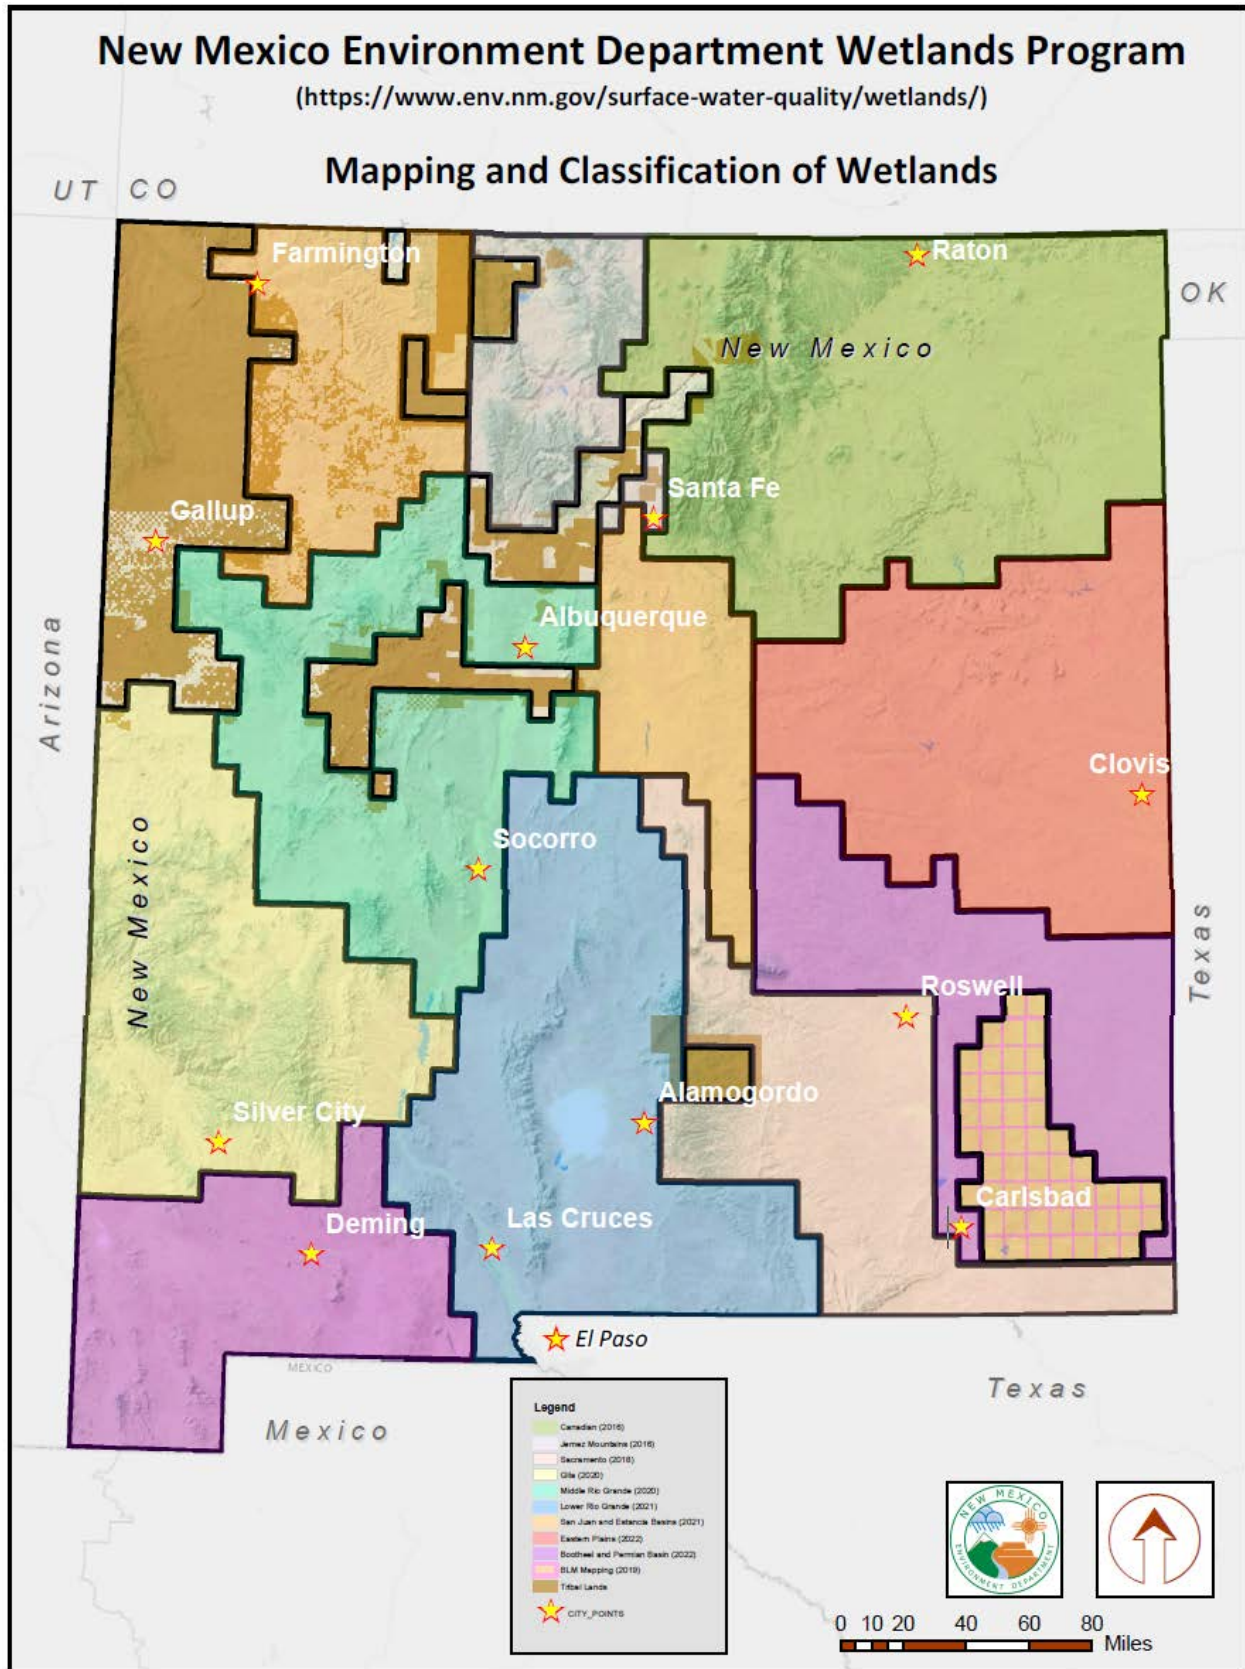 New Mexico Environment Department Wetlands Program
(https://www.env.nm.gov/surface-water-quality/wetlands/)
Mapping and Classification of Wetlands
UT CO
Farmington
Raton
OK
New Mexico
Santa Fe
Gallup
Albuquerque
Arizona
Clovis
Socorro
New Mexico
Texas
Roswell
Alamogordo
Silver City
Carlsbad
Deming
Las Cruces
El Paso
MEXICO
Texas
Mexico
Legend
Canadian (2016)
Jemez Mountains (2016)
Sacramento (2018)
Gila (2020)
Middle Rio Grande (2020)
Lower Rio Grande (2021)
San Juan and Estancia Basins (2021)
Eastern Plains (2022)
Bootheel and Permian Basin (2022)
BLM Mapping (2019)
Tribal Lands
CITY_POINTS
NEW MEXICO
ENVIRONMENT DEPARTMENT
0 10 20 40 60 80
Miles